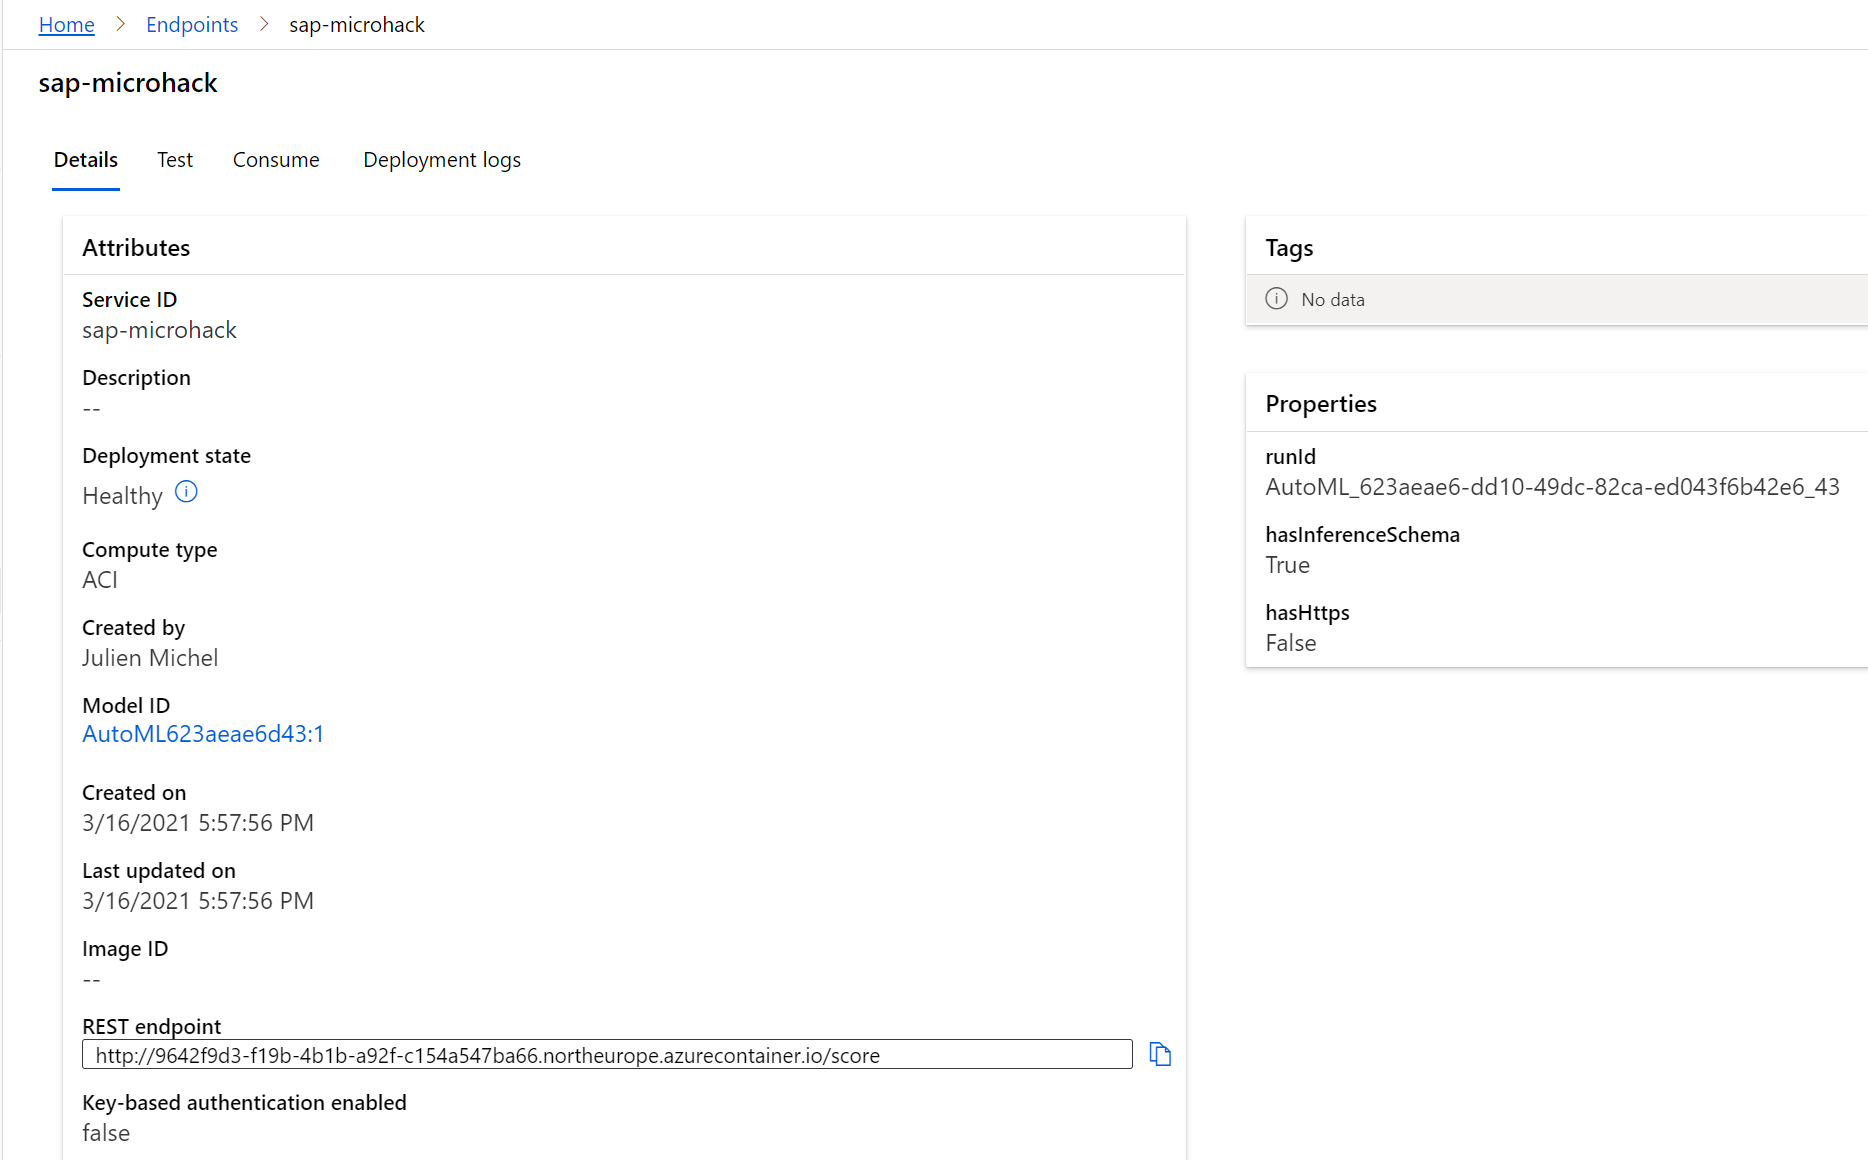 Home > Endpoints > sap-microhack
sap-microhack
Details Test Consume Deployment logs
Attributes
Service ID
sap-microhack
Description
--
Deployment state
Healthy
Compute type
ACI
Created by
Julien Michel
Model ID
AutoML623aeae6d43:1
Created on
3/16/2021 5:57:56 PM
Last updated on
3/16/2021 5:57:56 PM
Image ID
--
REST endpoint
http://9642f9d3-f19b-4b1b-a92f-c154a547ba66.northeurope.azurecontainer.io/score
Key-based authentication enabled
false
Tags
No data
Properties
runId
AutoML_623aeae6-dd10-49dc-82ca-ed043f6b42e6_43
hasInferenceSchema
True
hasHttps
False